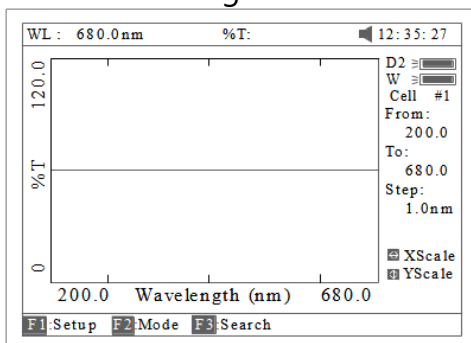 WL: 680.0nm %T: 12:35:27
120.0
%T
0
200.0 Wavelength (nm) 680.0
D2
W
Cell #1
From:
200.0
To:
680.0
Step:
1.0nm
XScale
YScale
F1:Setup F2:Mode F3:Search